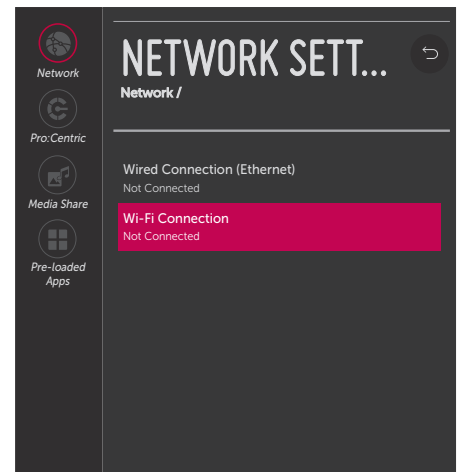 Network
Pro:Centric
Media Share
Pre-loaded
Apps
NETWORK SETT...
Network /
Wired Connection (Ethernet)
Not Connected
Wi-Fi Connection
Not Connected